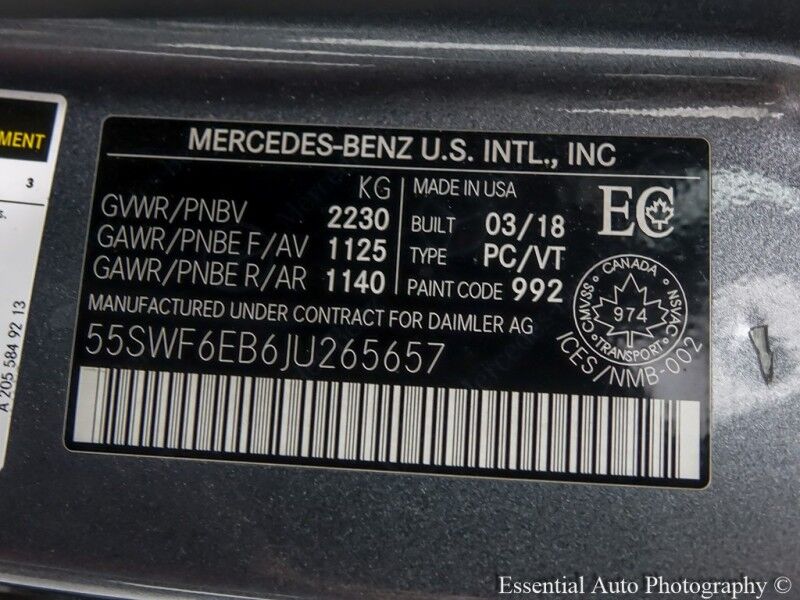 MERCEDES-BENZ U.S. INTL., INC
KG
GVWR/PNBV 2230
GAWR/PNBE F/AV 1125
GAWR/PNBE R/AR 1140
MADE IN USA
BUILT 03/18
TYPE PC/VT
PAINT CODE 992
EC
CANADA
CMVSS NSVAC
974
TRANSPORT
ICES/NMB-002
MANUFACTURED UNDER CONTRACT FOR DAIMLER AG
55SWF6EB6JU265657
EMENT
3
s.
A 205 584 92 13
Essential Auto Photography ©